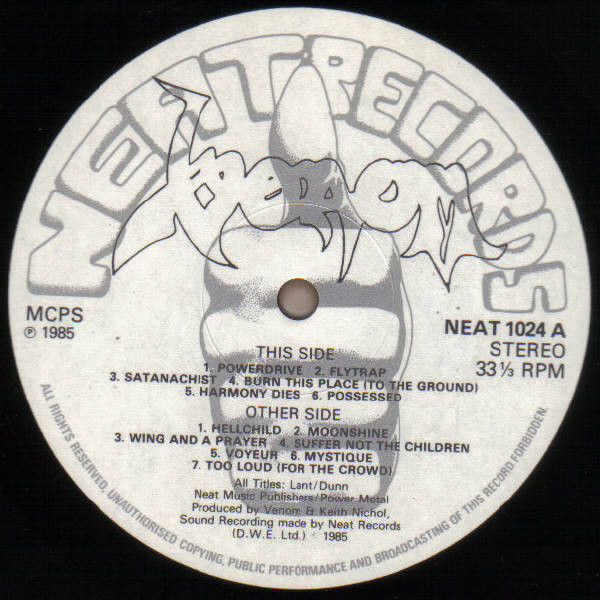 NEAT RECORDS
Venom
MCPS
℗ 1985
NEAT 1024 A
STEREO
33⅓ RPM
THIS SIDE
1. POWERDRIVE 2. FLYTRAP
3. SATANACHIST 4. BURN THIS PLACE (TO THE GROUND)
5. HARMONY DIES 6. POSSESSED
OTHER SIDE
1. HELLCHILD 2. MOONSHINE
3. WING AND A PRAYER 4. SUFFER NOT THE CHILDREN
5. VOYEUR 6. MYSTIQUE
7. TOO LOUD (FOR THE CROWD)
All Titles: Lant/Dunn
Neat Music Publishers/Power Metal
Produced by Venom & Keith Nichol,
Sound Recording made by Neat Records
(D.W.E. Ltd.) © 1985
ALL RIGHTS RESERVED, UNAUTHORISED COPYING, PUBLIC PERFORMANCE AND BROADCASTING OF THIS RECORD FORBIDDEN.